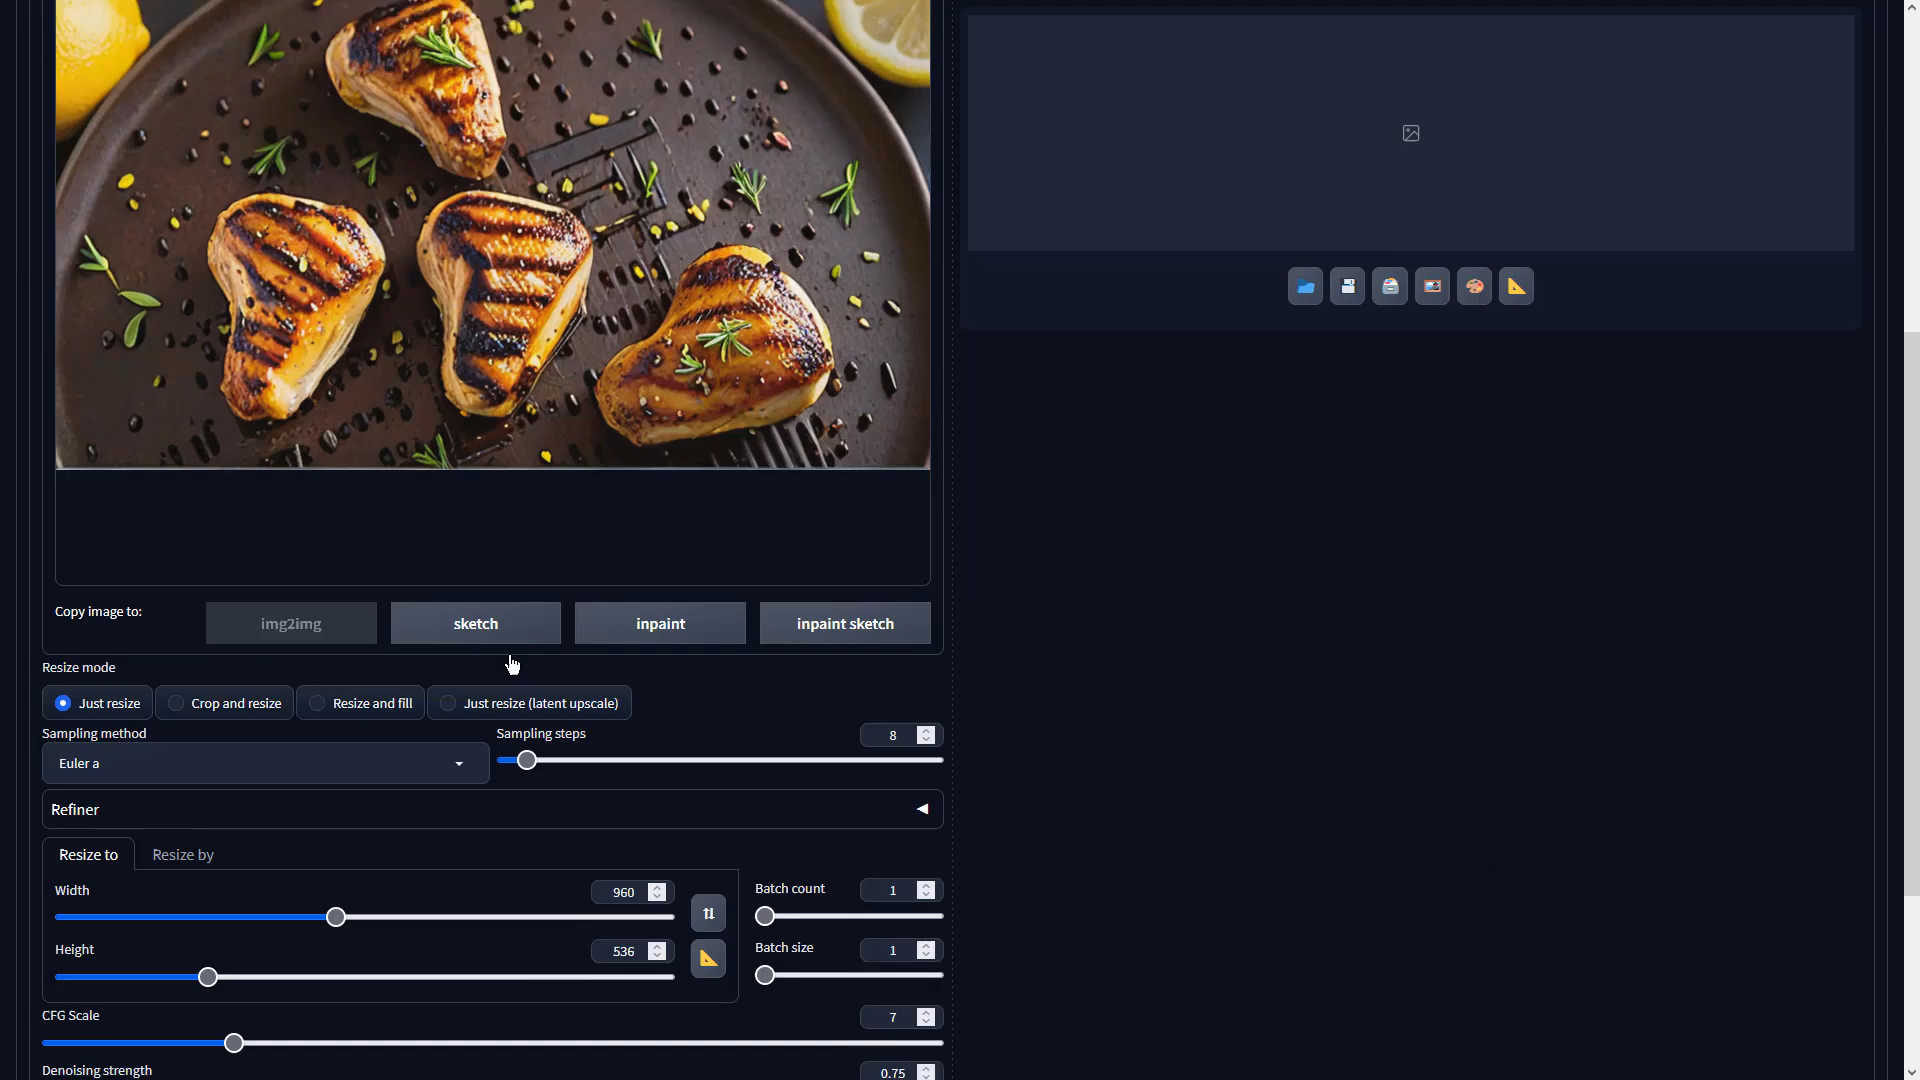 Copy image to:
img2img
sketch
inpaint
inpaint sketch
Resize mode
Just resize
Crop and resize
Resize and fill
Just resize (latent upscale)
Sampling method
Sampling steps
8
Euler a
Refiner
Resize to
Resize by
Width
960
Batch count
1
Height
536
Batch size
1
CFG Scale
7
Denoising strength
0.75